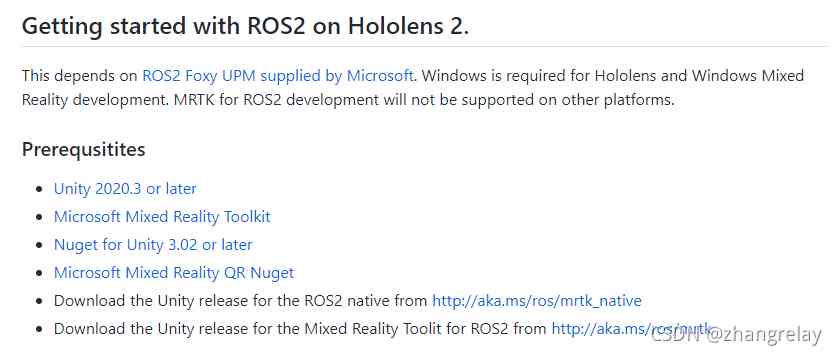 Getting started with ROS2 on Hololens 2.
This depends on ROS2 Foxy UPM supplied by Microsoft. Windows is required for Hololens and Windows Mixed
Reality development. MRTK for ROS2 development will not be supported on other platforms.
Prerequsitites
• Unity 2020.3 or later
• Microsoft Mixed Reality Toolkit
• Nuget for Unity 3.02 or later
• Microsoft Mixed Reality QR Nuget
• Download the Unity release for the ROS2 native from http://aka.ms/ros/mrtk_native
• Download the Unity release for the Mixed Reality Toolit for ROS2 from http://aka.ms/ros/mrtk
CSDN @zhangrelay